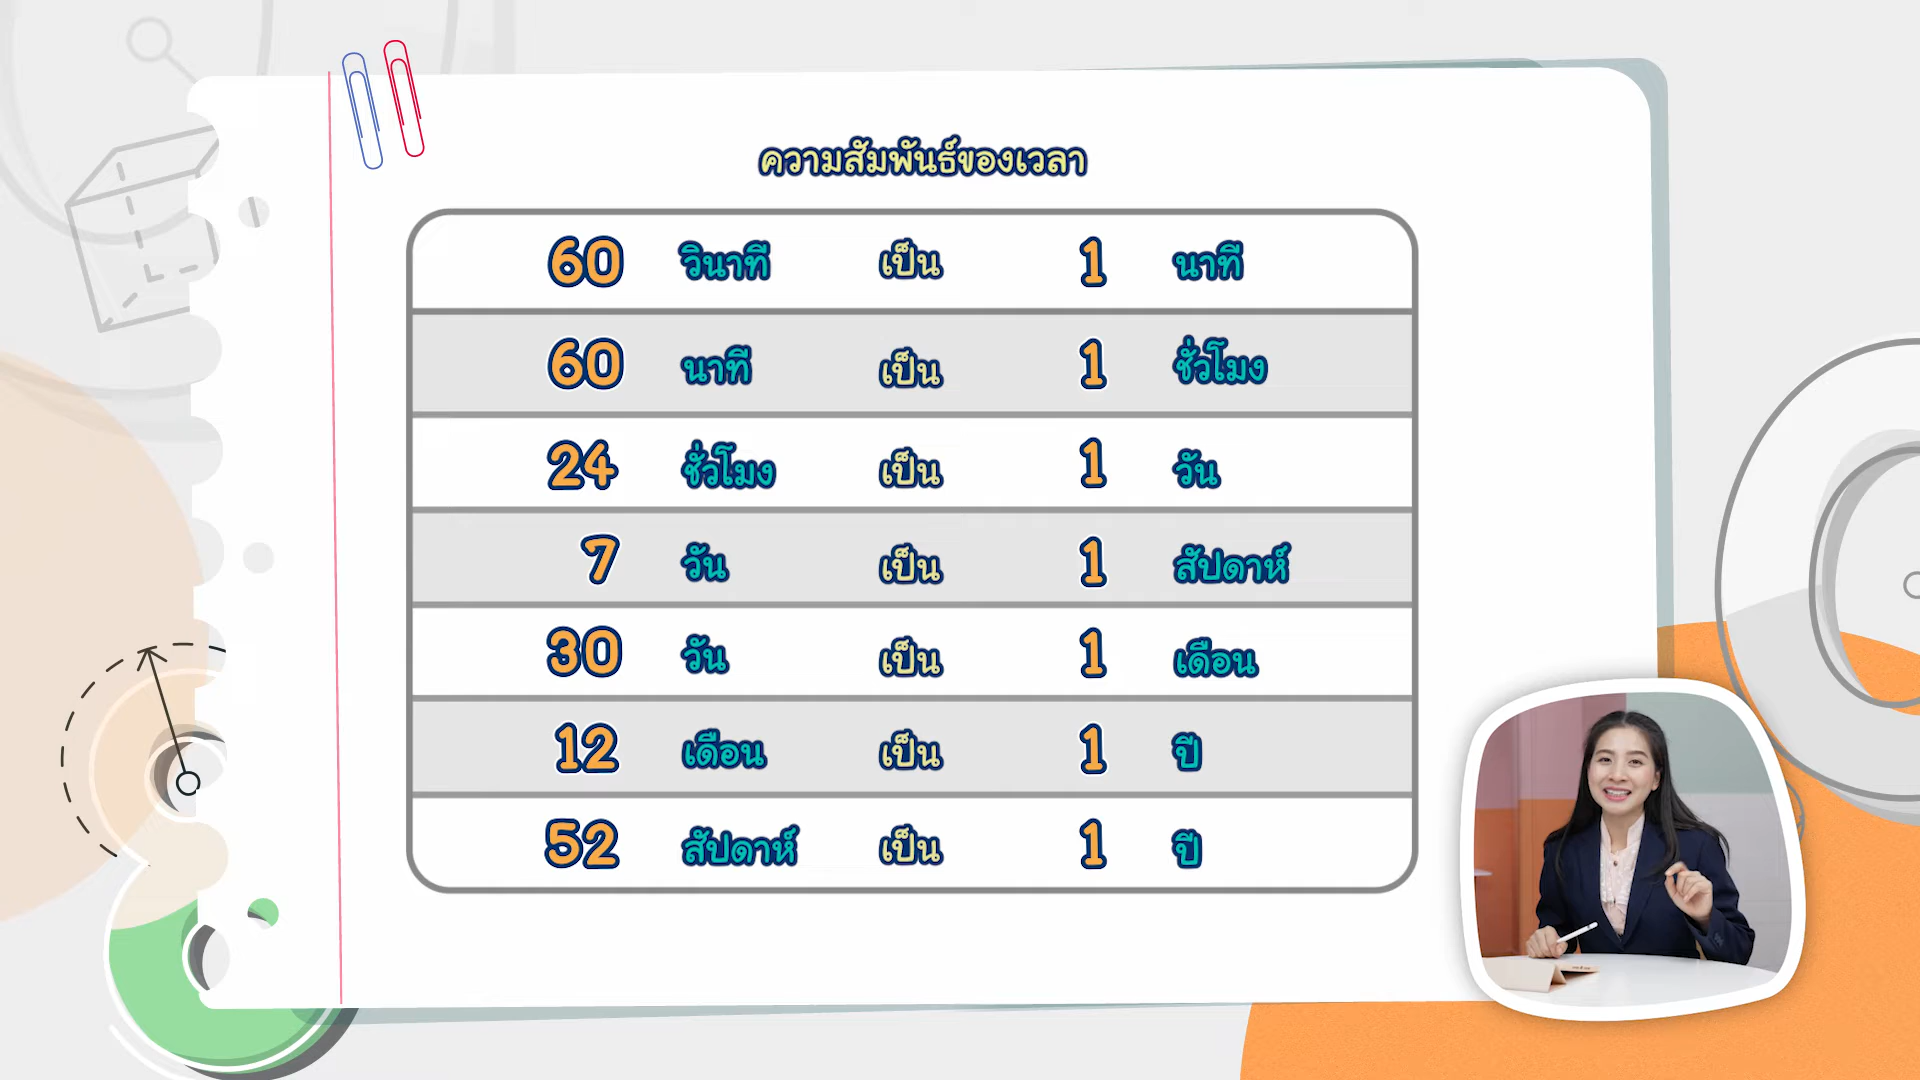 ความสัมพันธ์ของเวลา
60 วินาที เป็น 1 นาที
60 นาที เป็น 1 ชั่วโมง
24 ชั่วโมง เป็น 1 วัน
7 วัน เป็น 1 สัปดาห์
30 วัน เป็น 1 เดือน
12 เดือน เป็น 1 ปี
52 สัปดาห์ เป็น 1 ปี